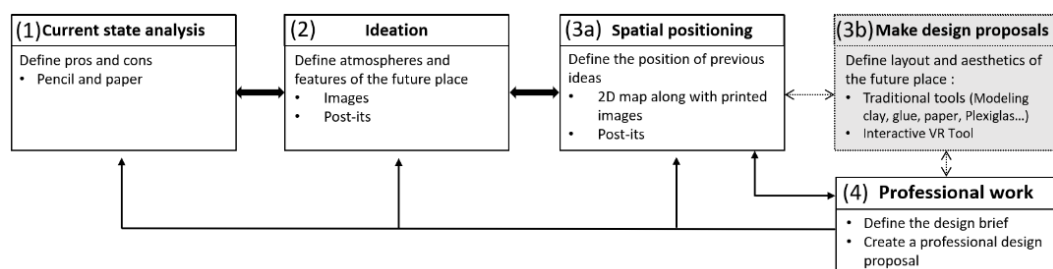 (1) Current state analysis
Define pros and cons
• Pencil and paper
(2) Ideation
Define atmospheres and
features of the future place
• Images
• Post-its
(3a) Spatial positioning
Define the position of previous
ideas
• 2D map along with printed
images
• Post-its
(3b) Make design proposals
Define layout and aesthetics of
the future place :
• Traditional tools (Modeling
clay, glue, paper, Plexiglas...)
• Interactive VR Tool
(4) Professional work
• Define the design brief
• Create a professional design
proposal